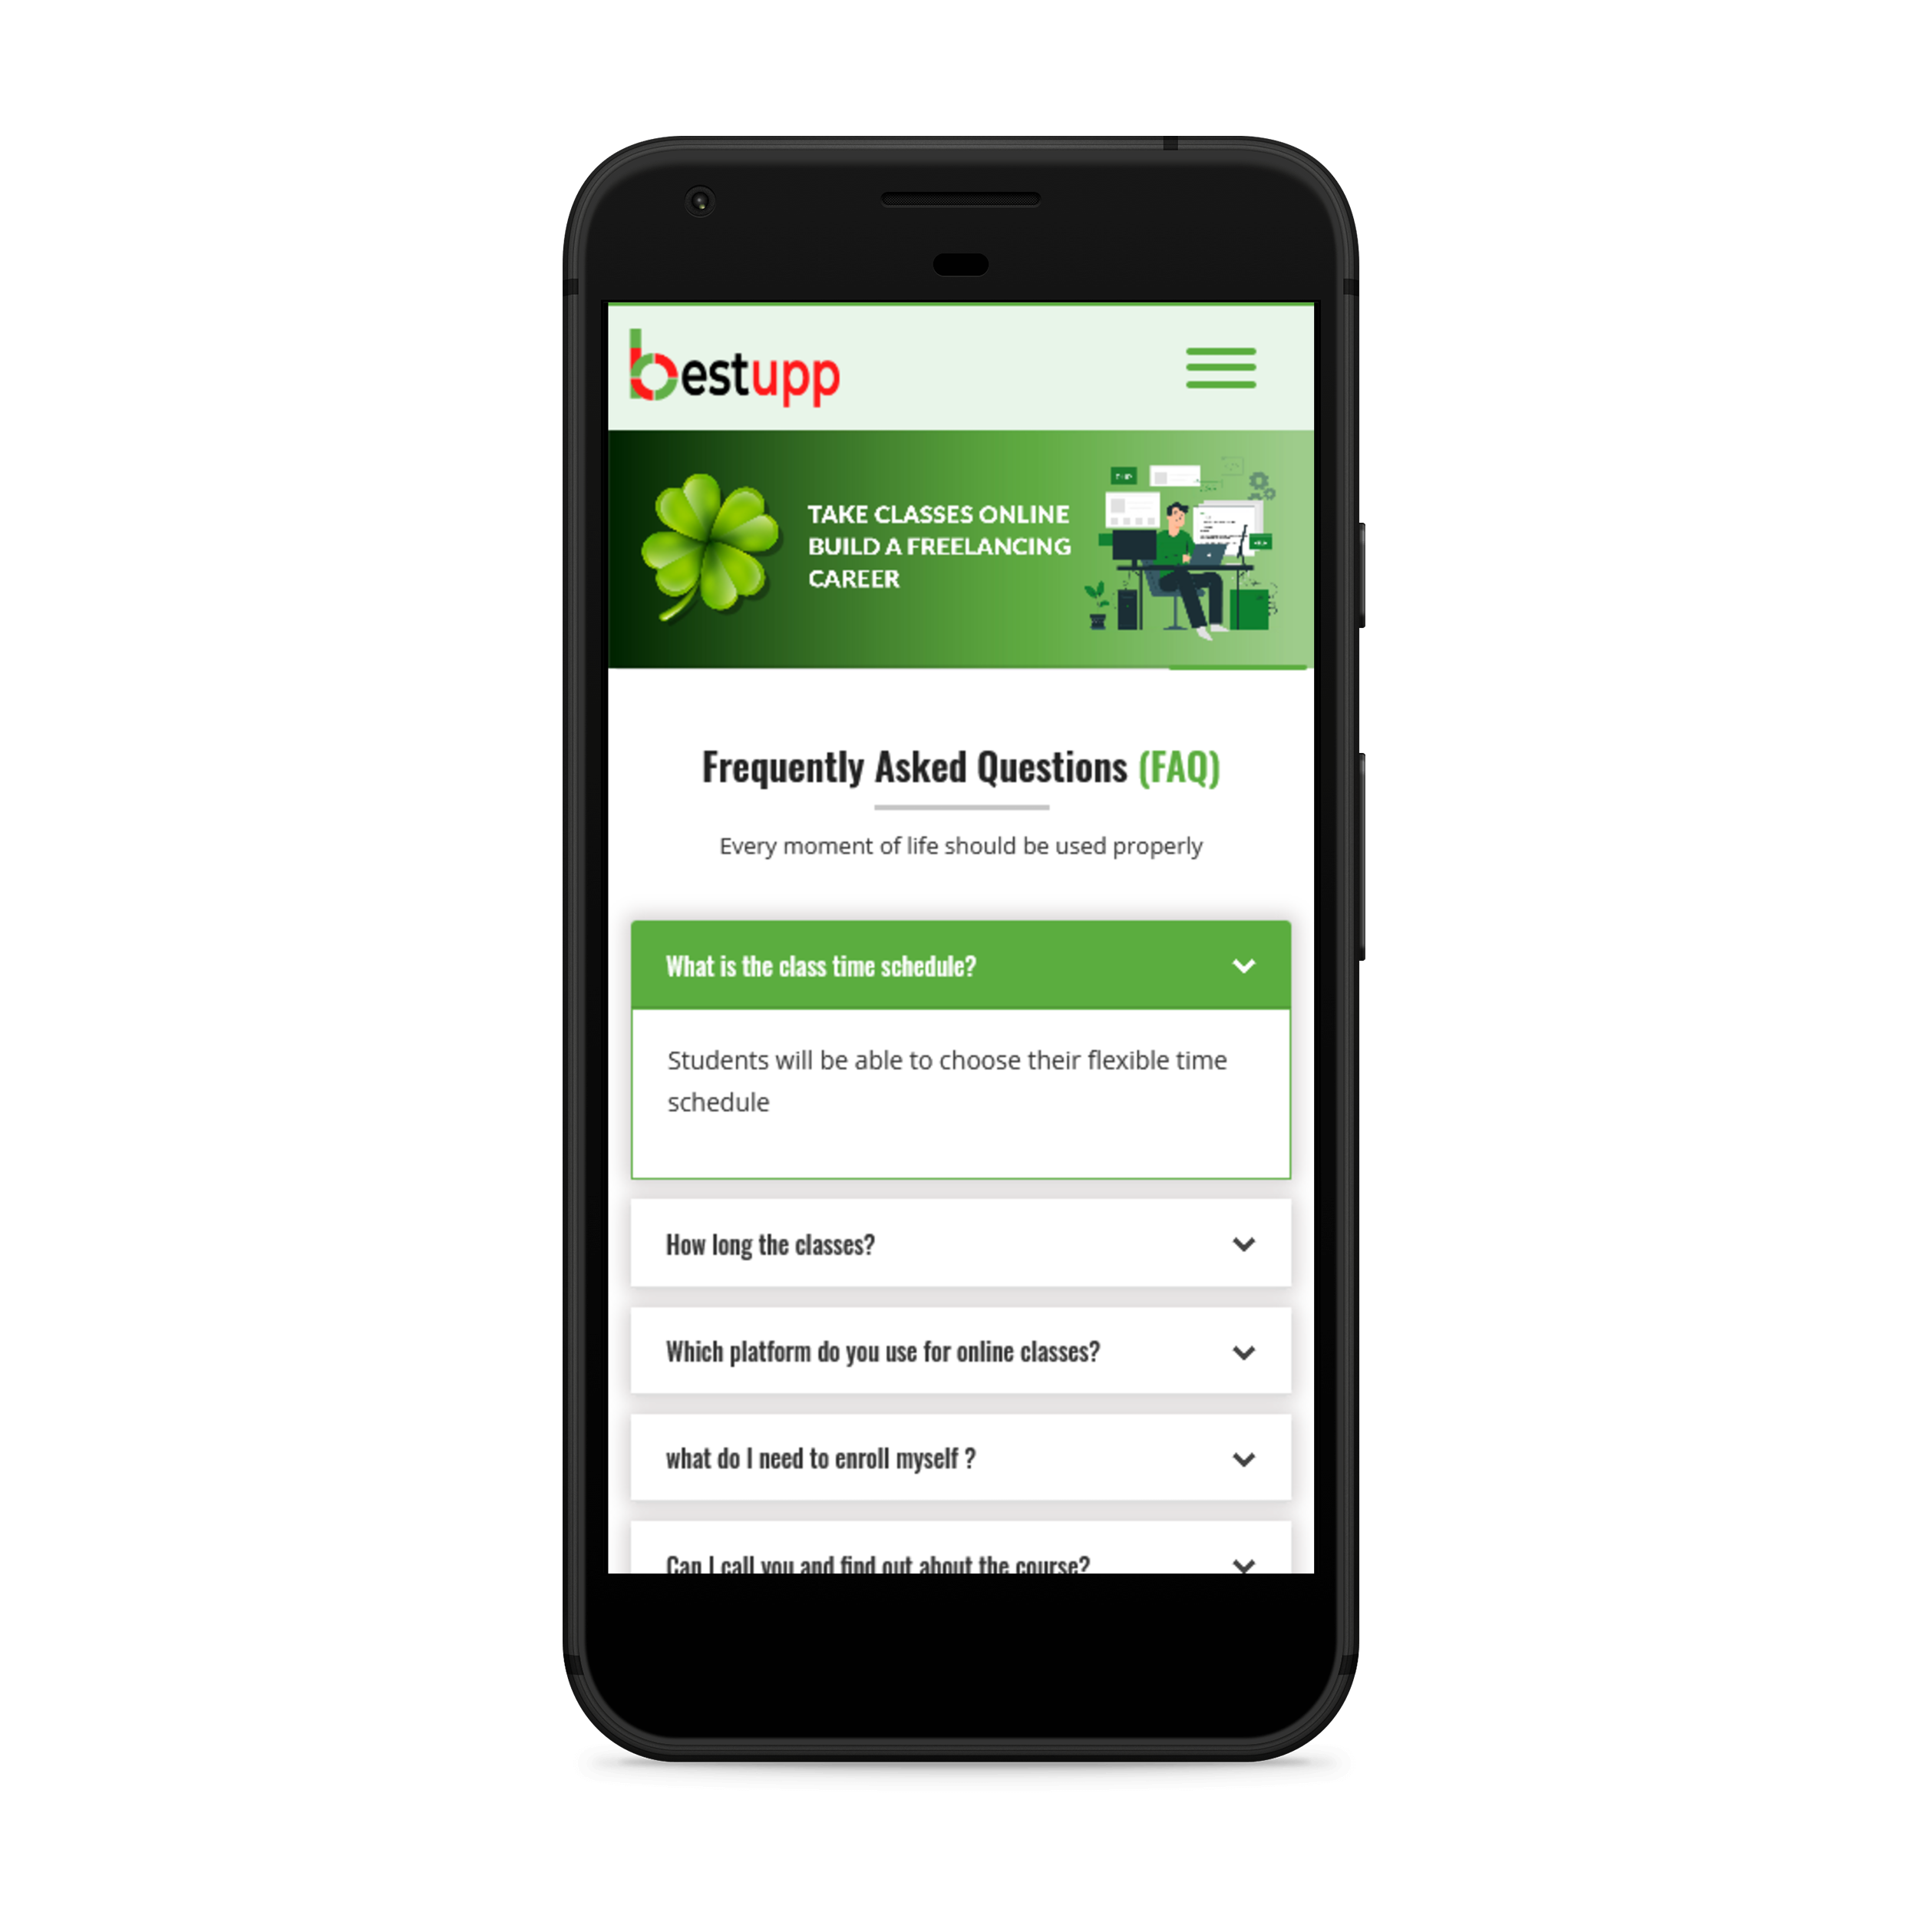 bestupp
TAKE CLASSES ONLINE
BUILD A FREELANCING
CAREER
Frequently Asked Questions (FAQ)
Every moment of life should be used properly
What is the class time schedule?
Students will be able to choose their flexible time
schedule
How long the classes?
Which platform do you use for online classes?
what do I need to enroll myself ?
Can I call you and find out about the course?